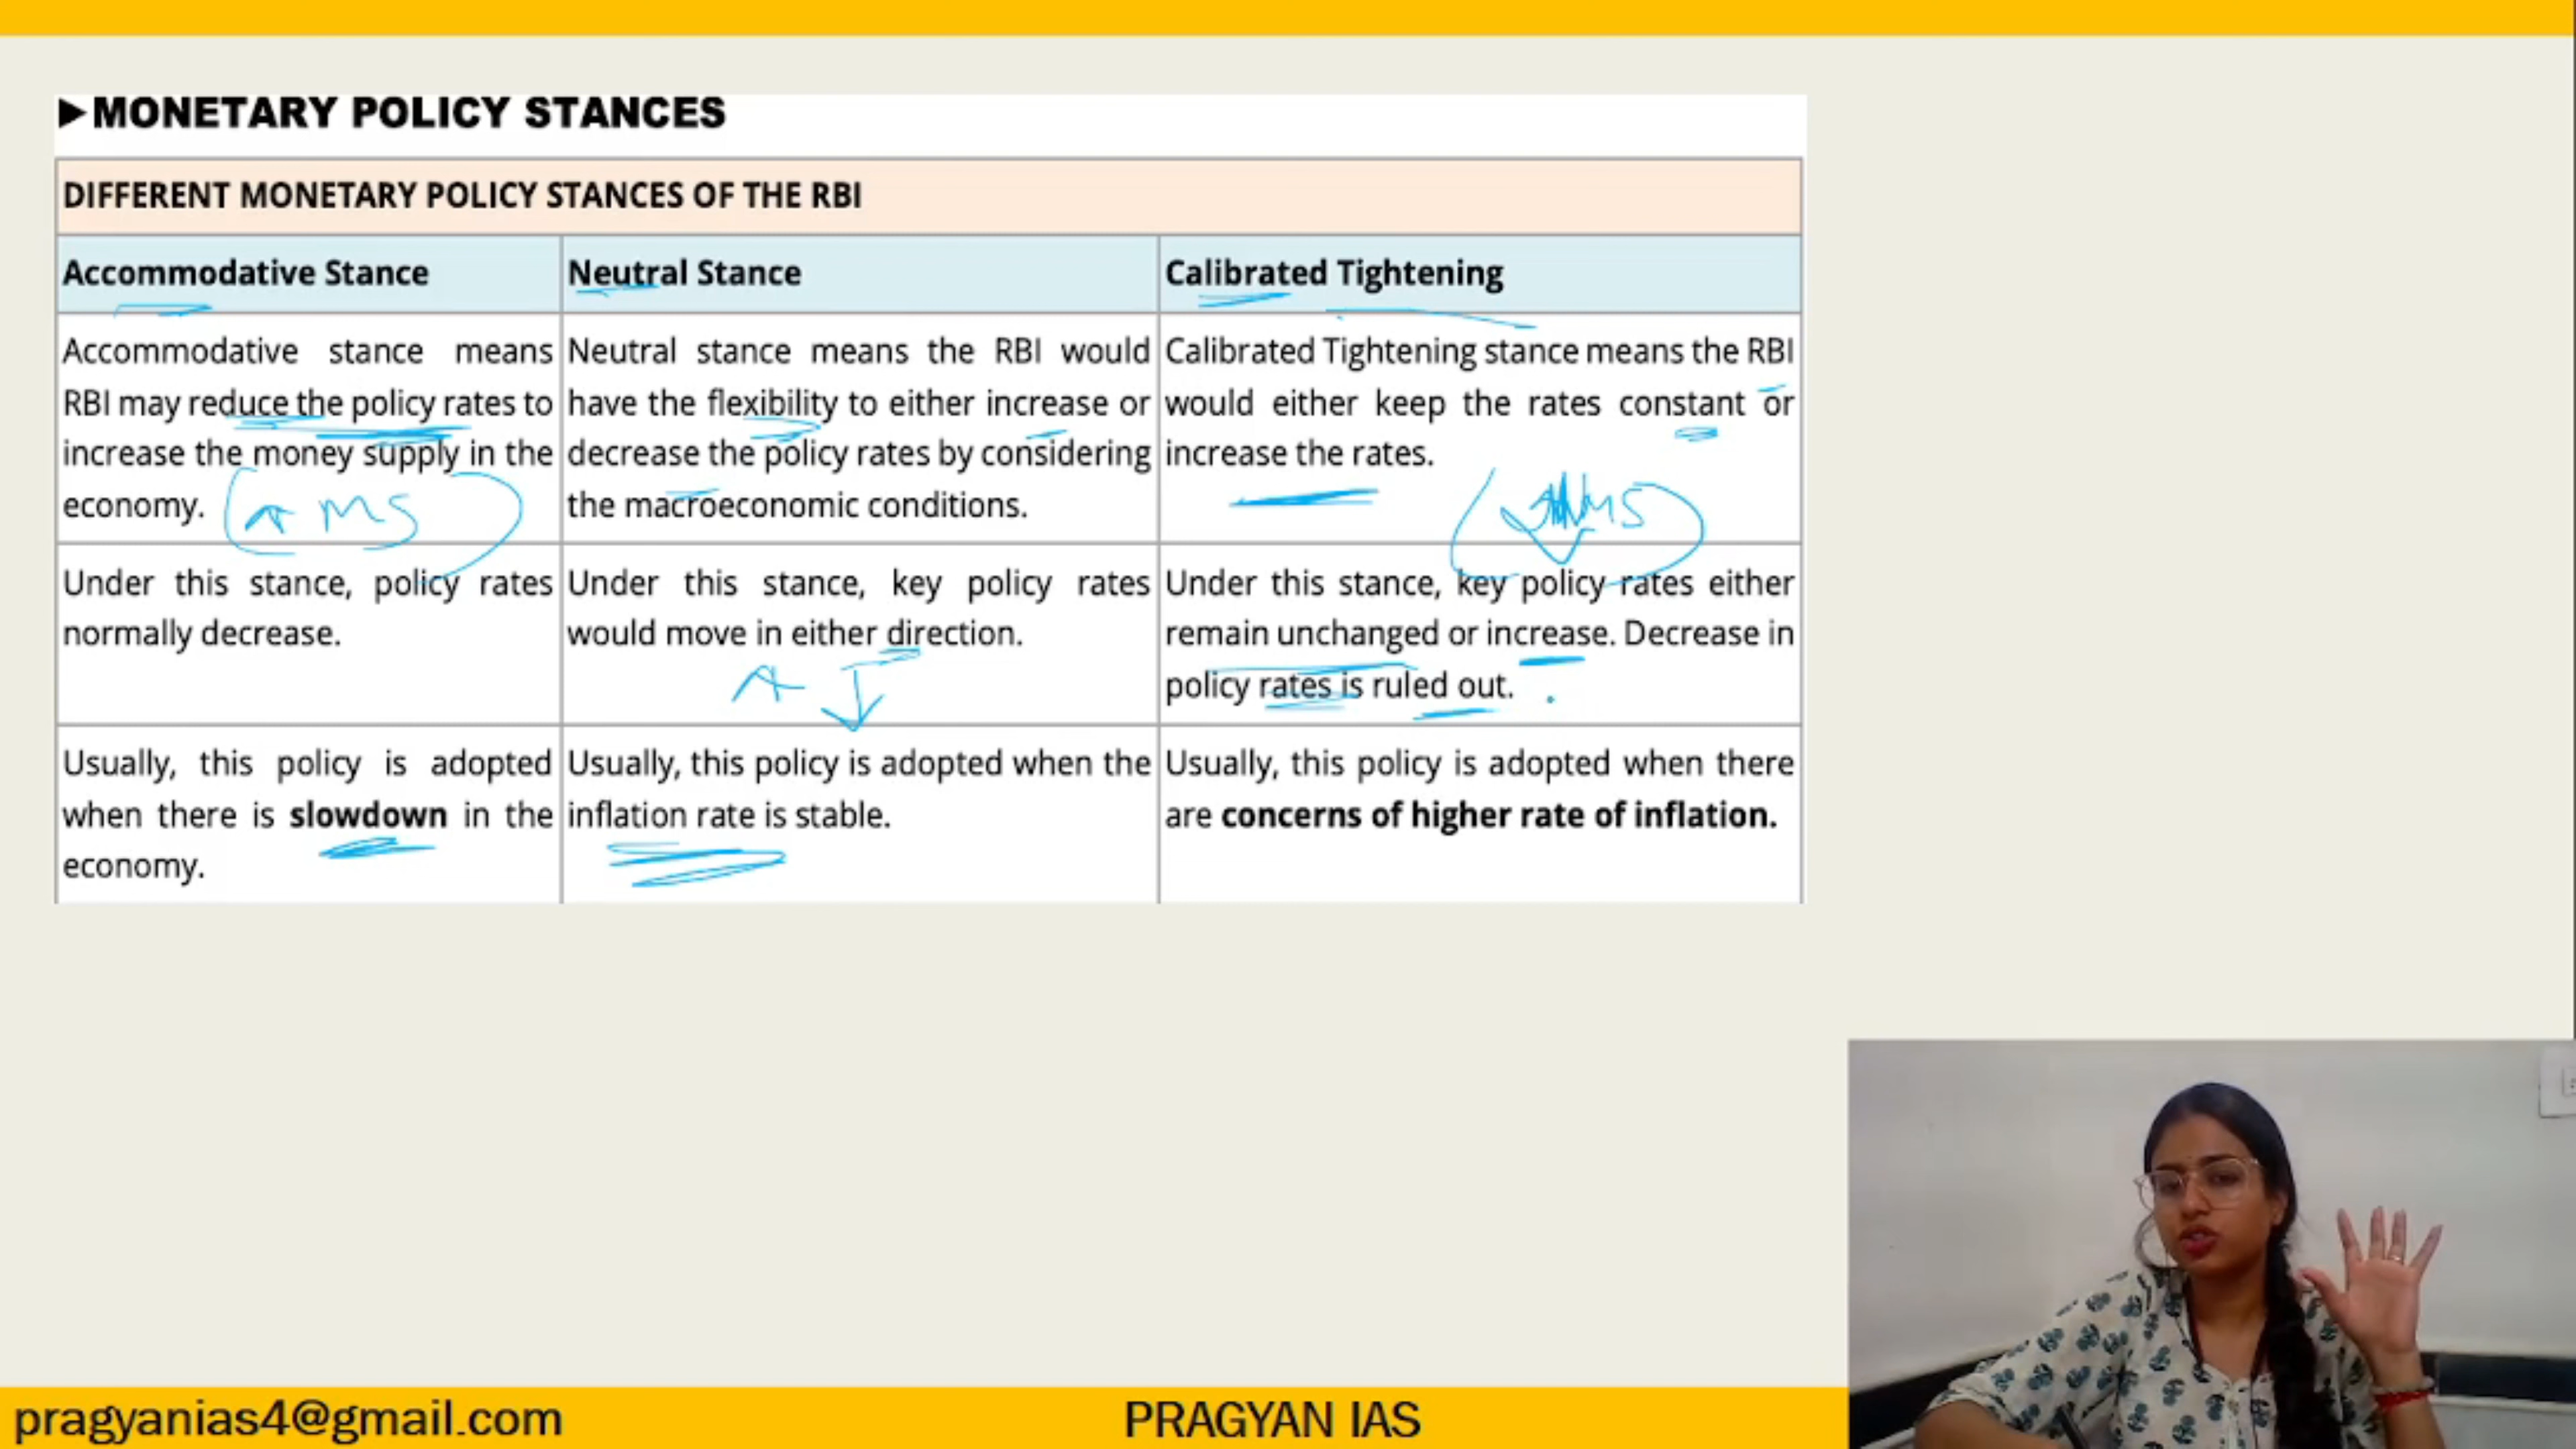 ▶MONETARY POLICY STANCES
DIFFERENT MONETARY POLICY STANCES OF THE RBI
Accommodative Stance
Accommodative stance means
RBI may reduce the policy rates to
increase the money supply in the
economy.
↑ MS
Under this stance, policy rates
normally decrease.
Usually, this policy is adopted
when there is slowdown in the
economy.
Neutral Stance
Neutral stance means the RBI would
have the flexibility to either increase or
decrease the policy rates by considering
the macroeconomic conditions.
Under this stance, key policy rates
would move in either direction.
↑ ↓
Usually, this policy is adopted when the
inflation rate is stable.
Calibrated Tightening
Calibrated Tightening stance means the RBI
would either keep the rates constant or
increase the rates.
MS
Under this stance, key policy rates either
remain unchanged or increase. Decrease in
policy rates is ruled out.
Usually, this policy is adopted when there
are concerns of higher rate of inflation.
pragyanias4@gmail.com
PRAGYAN IAS